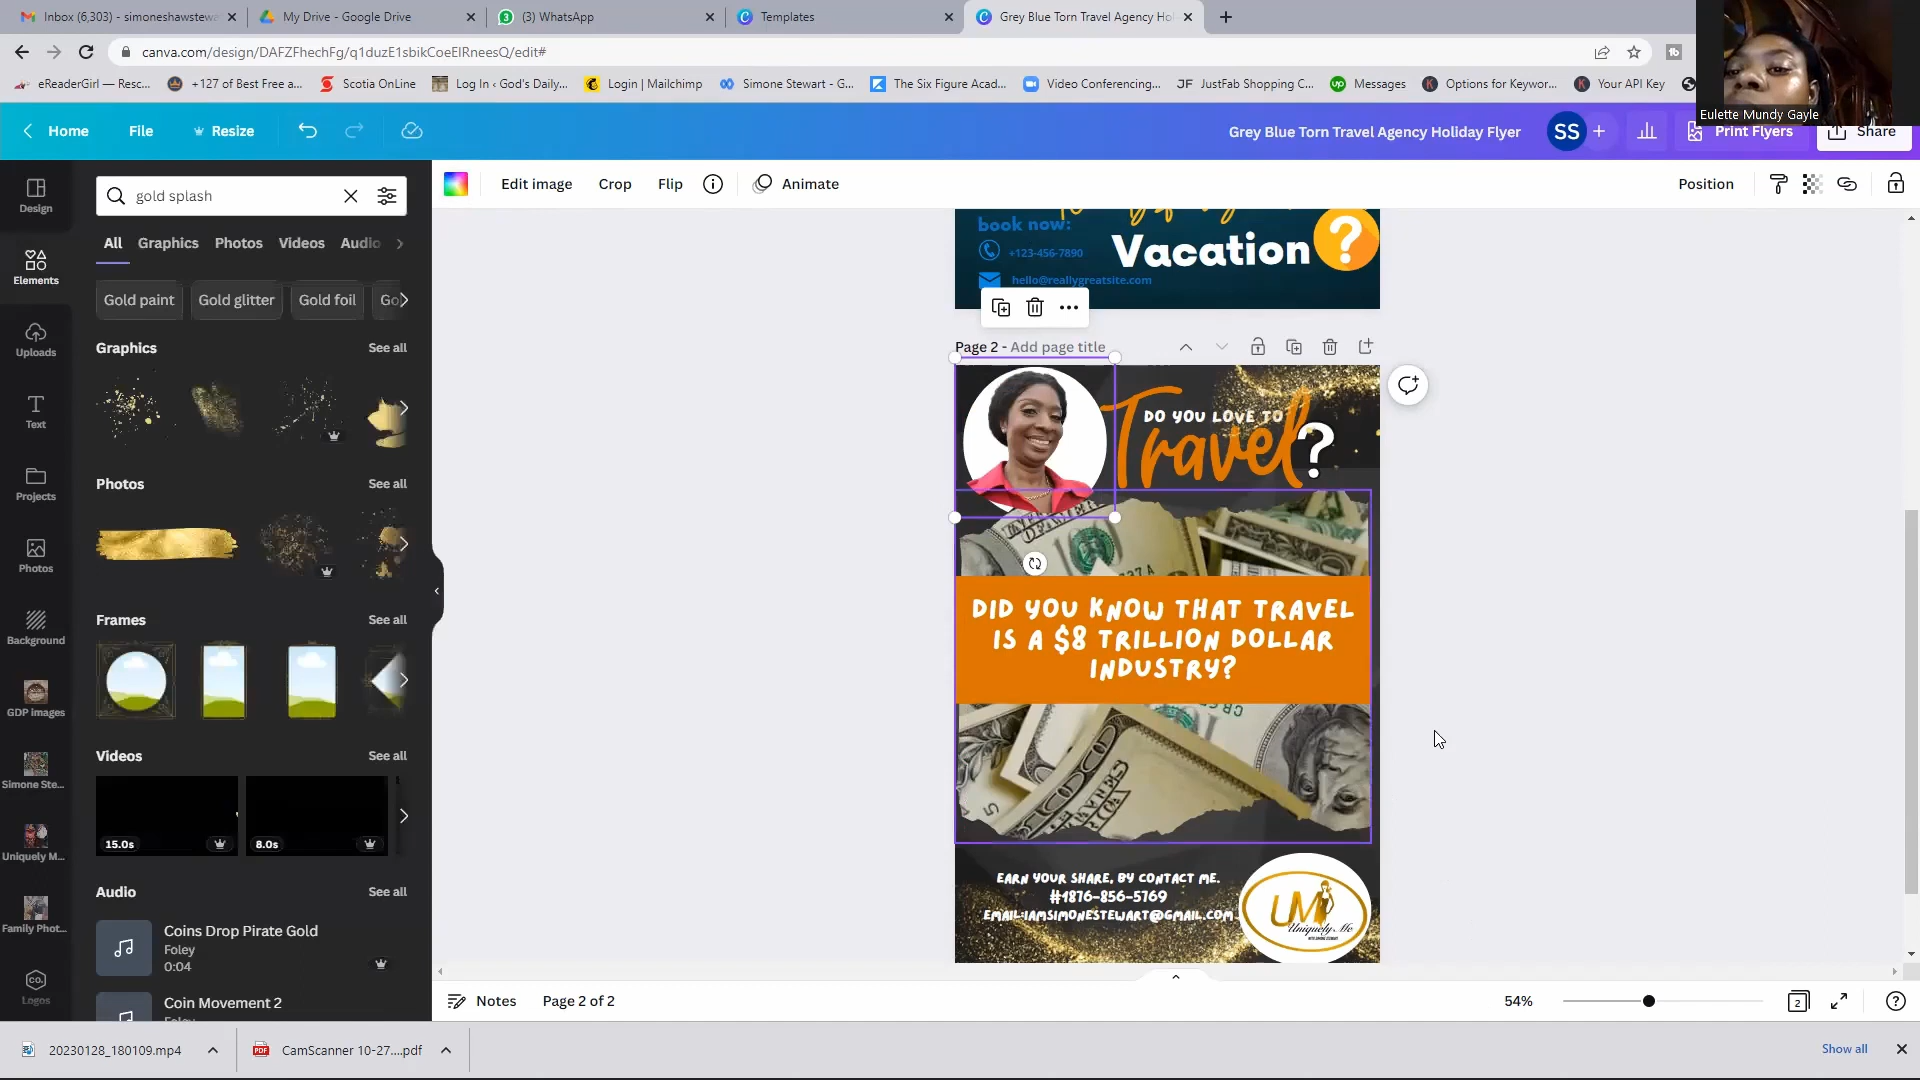 Inbox (6,303) - simoneshawstew
My Drive - Google Drive
(3) WhatsApp
Templates
Grey Blue Torn Travel Agency Ho
canva.com/design/DAFZFhechFg/q1duzE1sbikCoeElRneesQ/edit#
eReaderGirl — Resc...
+127 of Best Free a...
Scotia OnLine
Log In ‹ God's Daily...
Login | Mailchimp
Simone Stewart - G...
The Six Figure Acad...
Video Conferencing...
JF JustFab Shopping C...
Messages
Options for Keywor...
Your API Key
Eulette Mundy Gayle
Home
File
Resize
Grey Blue Torn Travel Agency Holiday Flyer
SS
Print Flyers
Share
Design
Elements
Uploads
Text
Projects
Photos
Background
GDP images
Simone Ste...
Uniquely M...
Family Phot...
Logos
gold splash
All
Graphics
Photos
Videos
Audio
Gold paint
Gold glitter
Gold foil
Go
Graphics
See all
Photos
See all
Frames
See all
Videos
See all
15.0s
8.0s
Audio
See all
Coins Drop Pirate Gold
Foley
0:04
Coin Movement 2
Edit image
Crop
Flip
Animate
Position
book now:
+123-456-7890
hello@reallygreatsite.com
Vacation
?
Page 2 - Add page title
DO YOU LOVE TO
Travel?
DID YOU KNOW THAT TRAVEL
IS A $8 TRILLION DOLLAR
INDUSTRY?
EARN YOUR SHARE, BY CONTACT ME.
#1876-856-5769
EMAIL:IAMSIMONESTEWART@GMAIL.COM
UM
Uniquely Me
Notes
Page 2 of 2
54%
2
20230128_180109.mp4
CamScanner 10-27....pdf
Show all